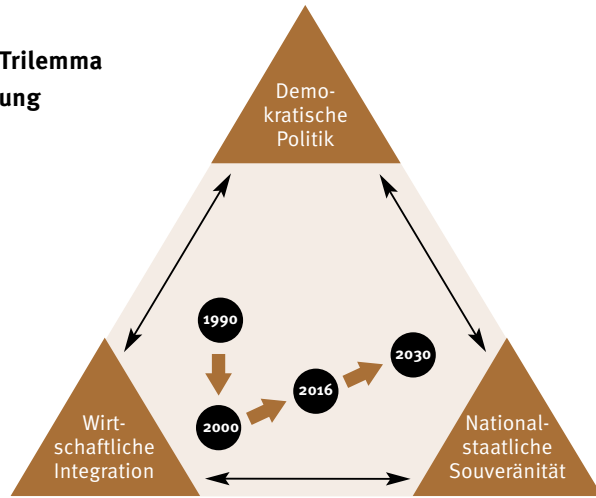 Trilemma
ung
Demo-
kratische
Politik
1990
2030
2016
2000
Wirt-
schaftliche
Integration
National-
staatliche
Souveränität